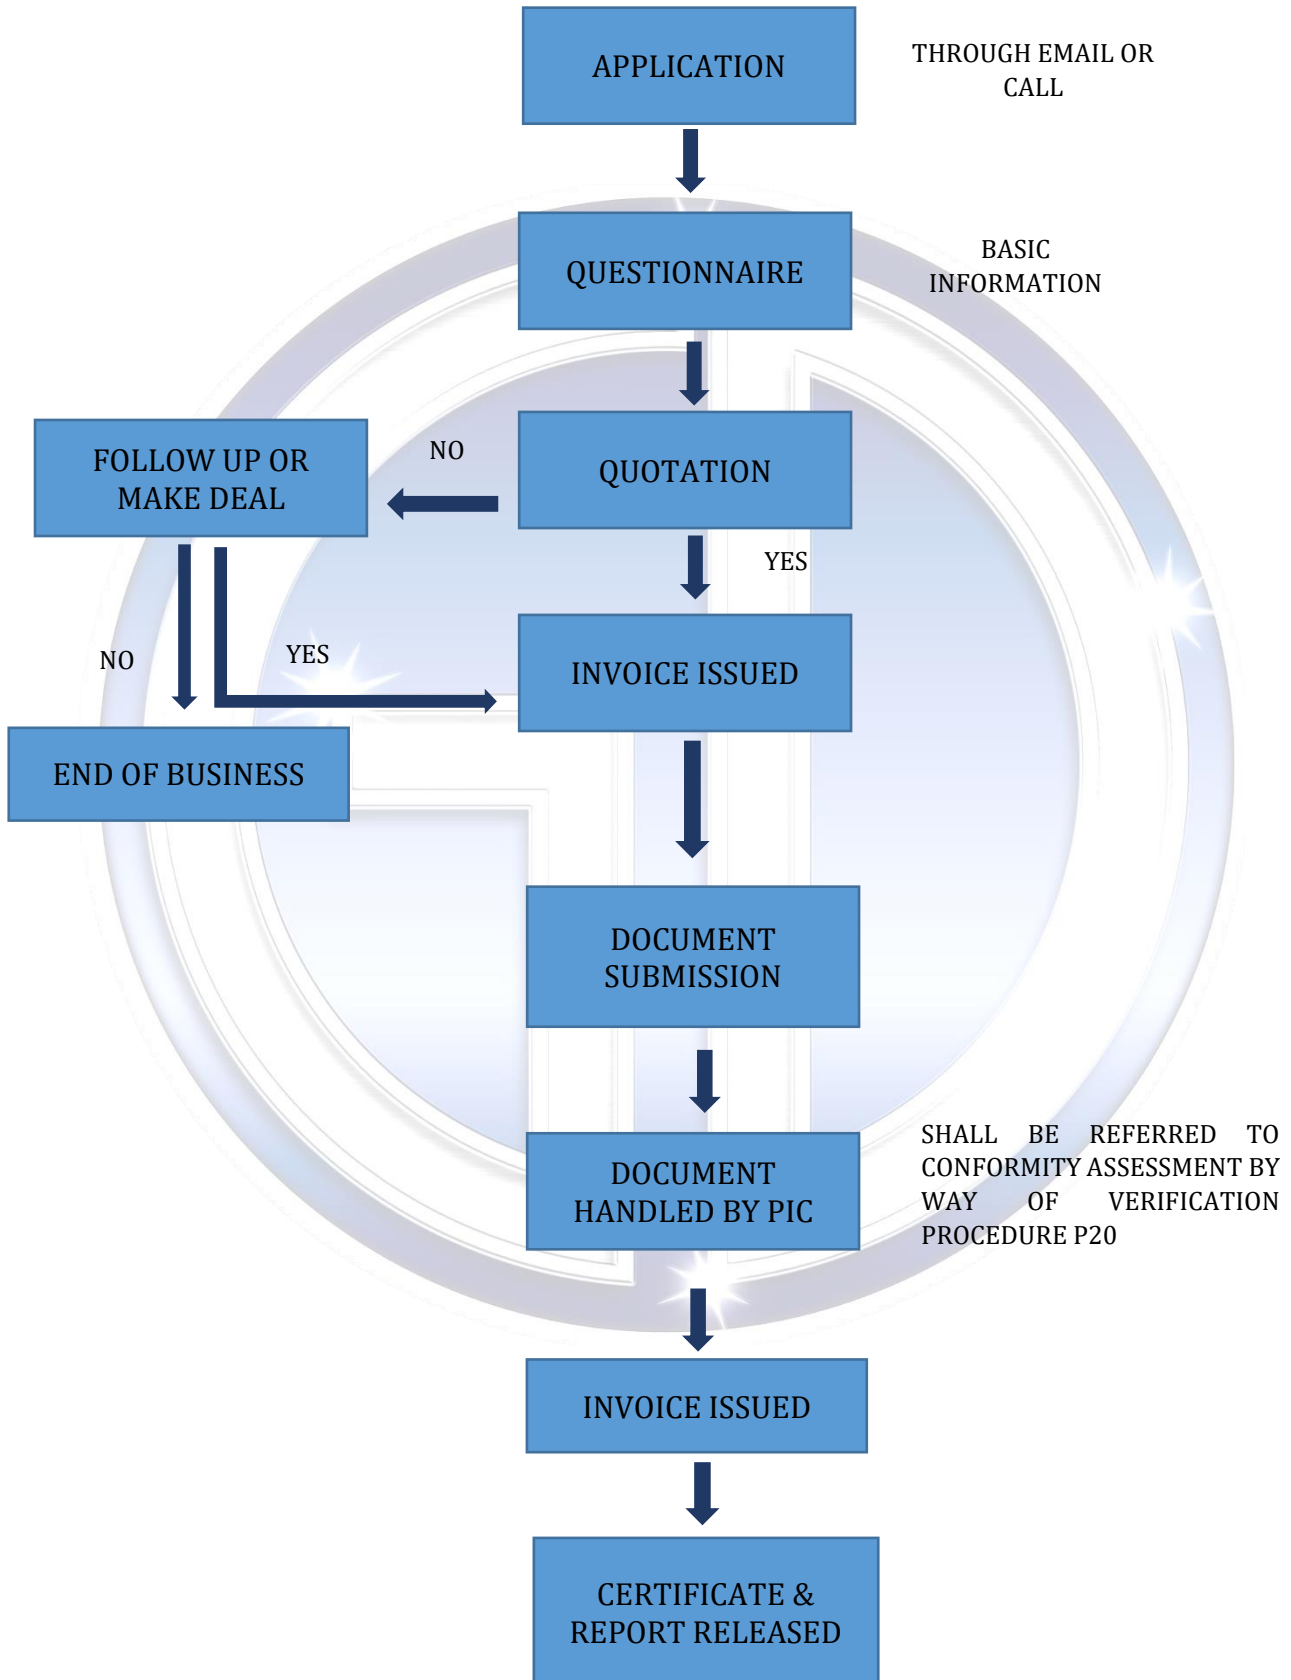 APPLICATION
THROUGH EMAIL OR
CALL
QUESTIONNAIRE
BASIC
INFORMATION
FOLLOW UP OR
MAKE DEAL
NO
QUOTATION
YES
NO
YES
INVOICE ISSUED
END OF BUSINESS
DOCUMENT
SUBMISSION
DOCUMENT
HANDLED BY PIC
SHALL BE REFERRED TO
CONFORMITY ASSESSMENT BY
WAY OF VERIFICATION
PROCEDURE P20
INVOICE ISSUED
CERTIFICATE &
REPORT RELEASED